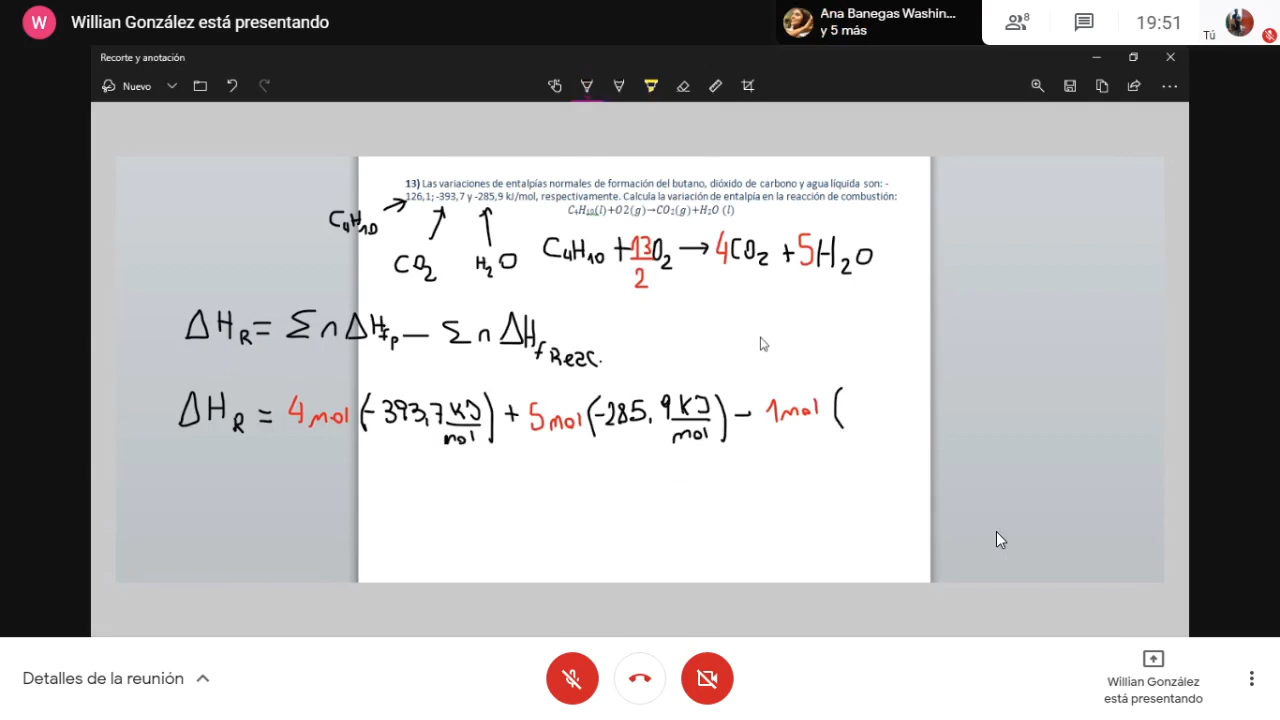 W Willian González está presentando
Ana Banegas Washin...
y 5 más
8
19:51
Tú
Recorte y anotación
Nuevo
13) Las variaciones de entalpías normales de formación del butano, dióxido de carbono y agua líquida son: -
126,1; -393,7 y -285,9 kJ/mol, respectivamente. Calcula la variación de entalpía en la reacción de combustión:
C₄H₁₀(l)+O2(g)→CO₂(g)+H₂O (l)
C₄H₁₀
CO₂ H₂O
C₄H₁₀ + 13/2 O₂ → 4CO₂ + 5H₂O
ΔH_R = Σ n ΔH_fp — Σ n ΔH_f Reac.
ΔH_R = 4 mol (-393,7 KJ/mol) + 5 mol (-285,9 KJ/mol) - 1 mol (
Detalles de la reunión
Willian González
está presentando